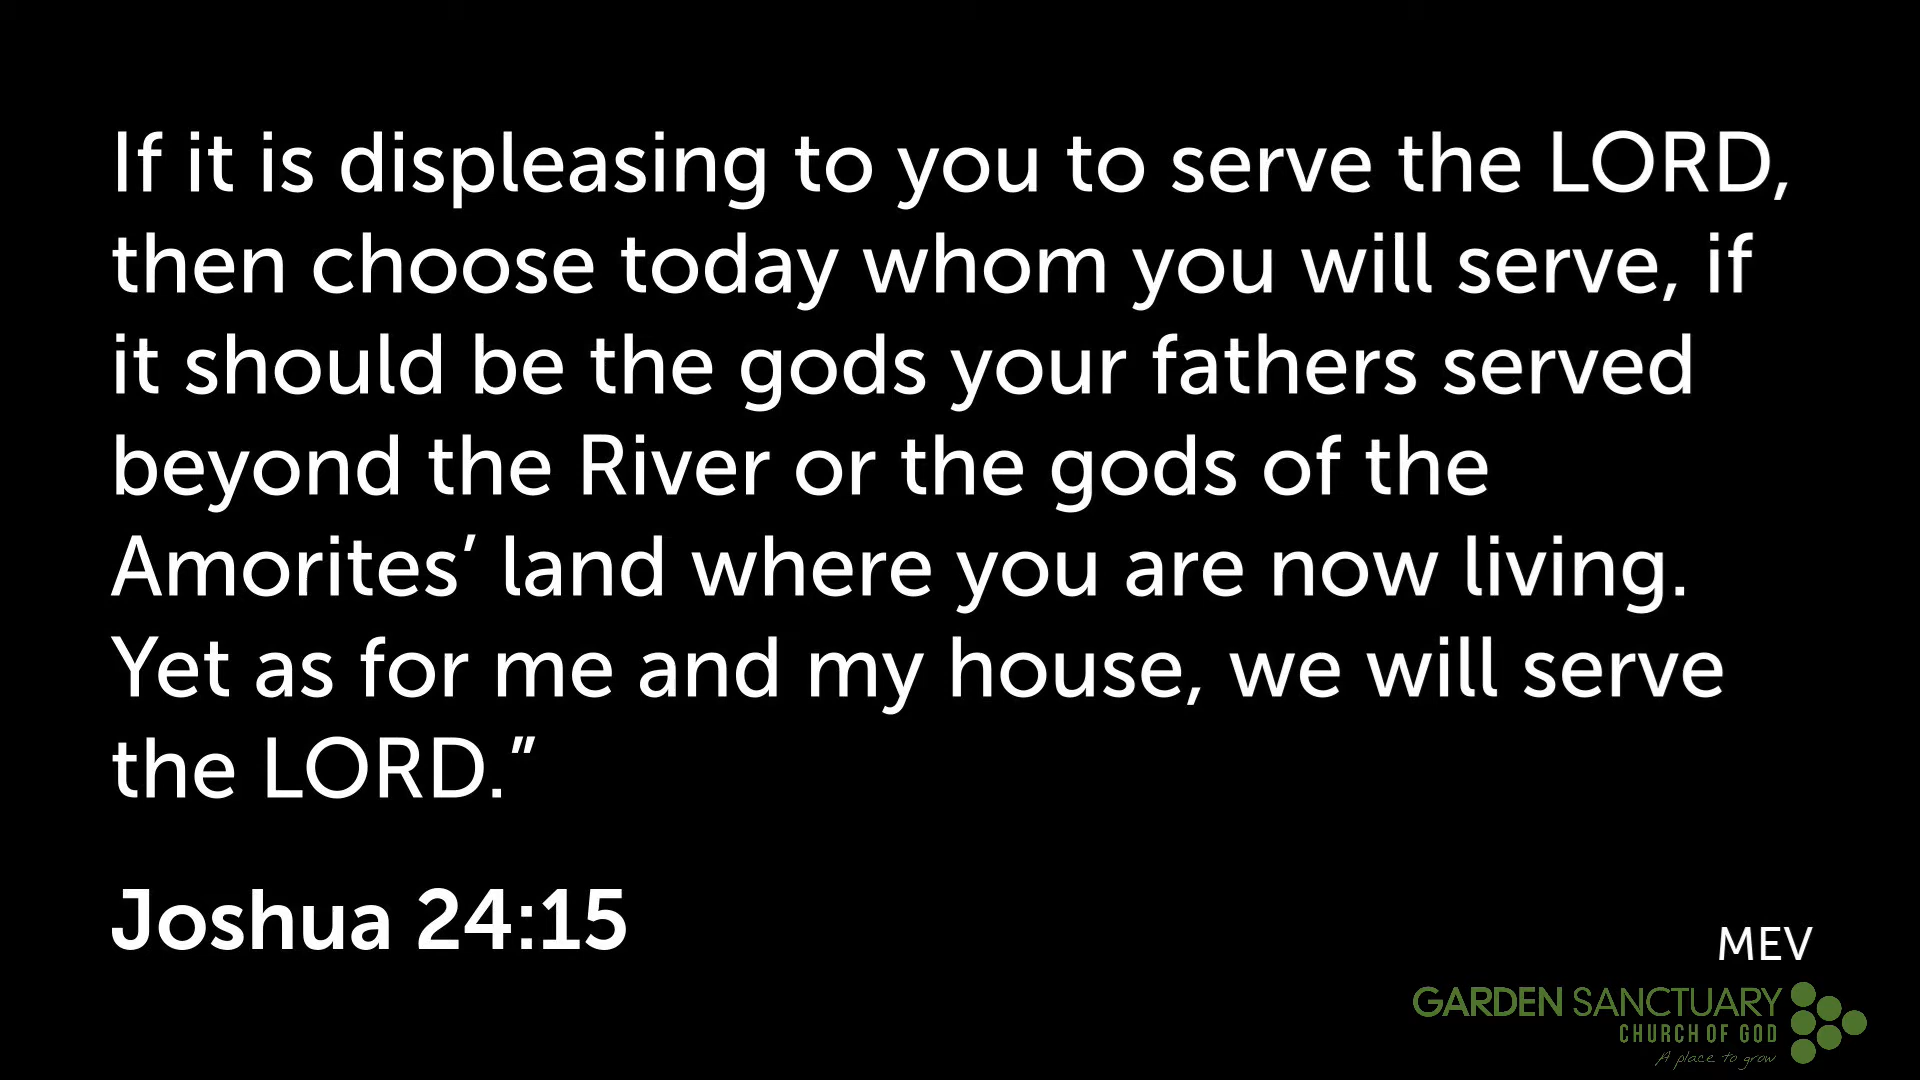 If it is displeasing to you to serve the LORD,
then choose today whom you will serve, if
it should be the gods your fathers served
beyond the River or the gods of the
Amorites’ land where you are now living.
Yet as for me and my house, we will serve
the LORD.”
Joshua 24:15
MEV
GARDEN SANCTUARY
CHURCH OF GOD
A place to grow